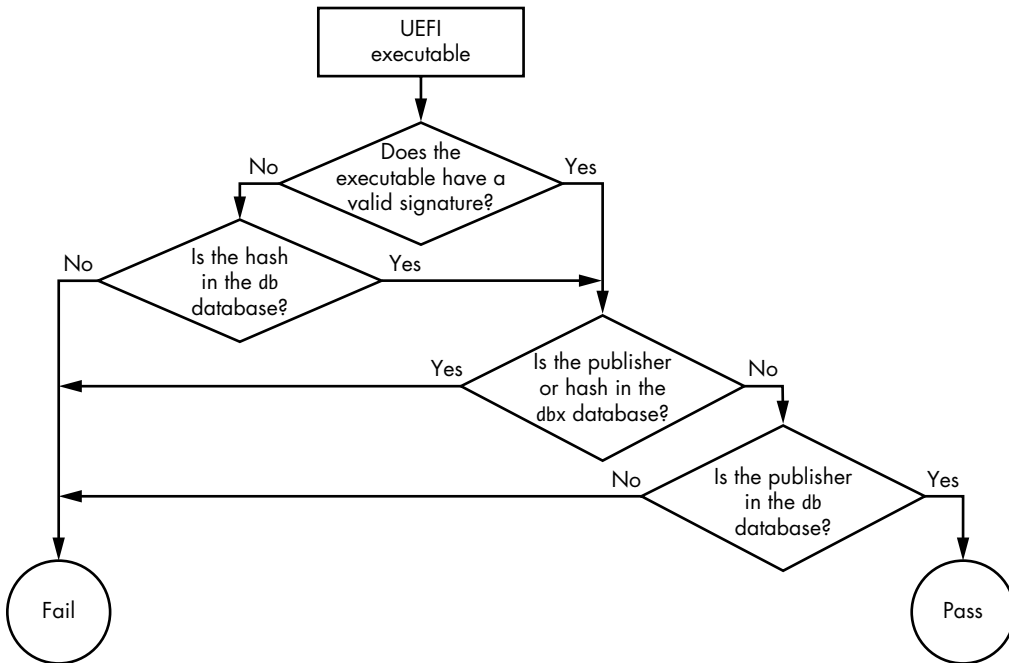 UEFI
executable
Does the
executable have a
valid signature?
No
Yes
Is the hash
in the db
database?
No
Yes
Is the publisher
or hash in the
dbx database?
Yes
No
Is the publisher
in the db
database?
No
Yes
Fail
Pass